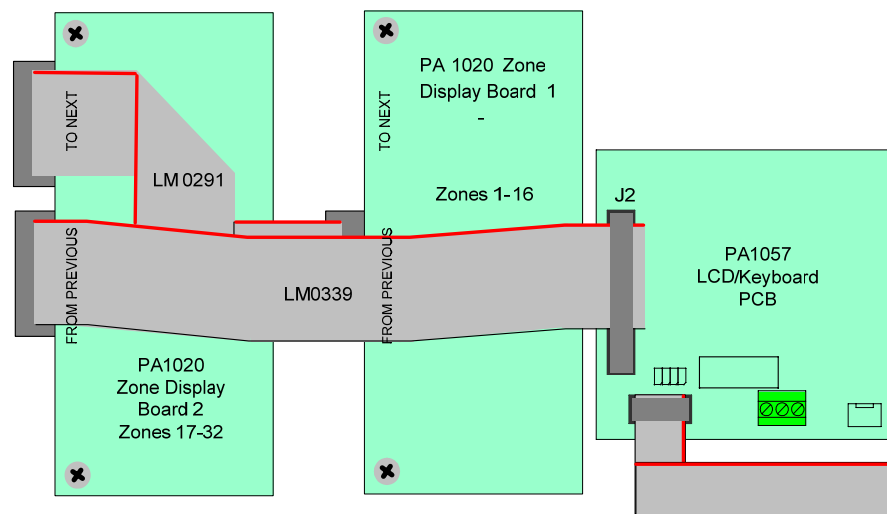 TO NEXT
LM 0291
FROM PREVIOUS
PA1020
Zone Display
Board 2
Zones 17-32
LM0339
PA 1020 Zone
Display Board 1
-
TO NEXT
Zones 1-16
FROM PREVIOUS
J2
PA1057
LCD/Keyboard
PCB